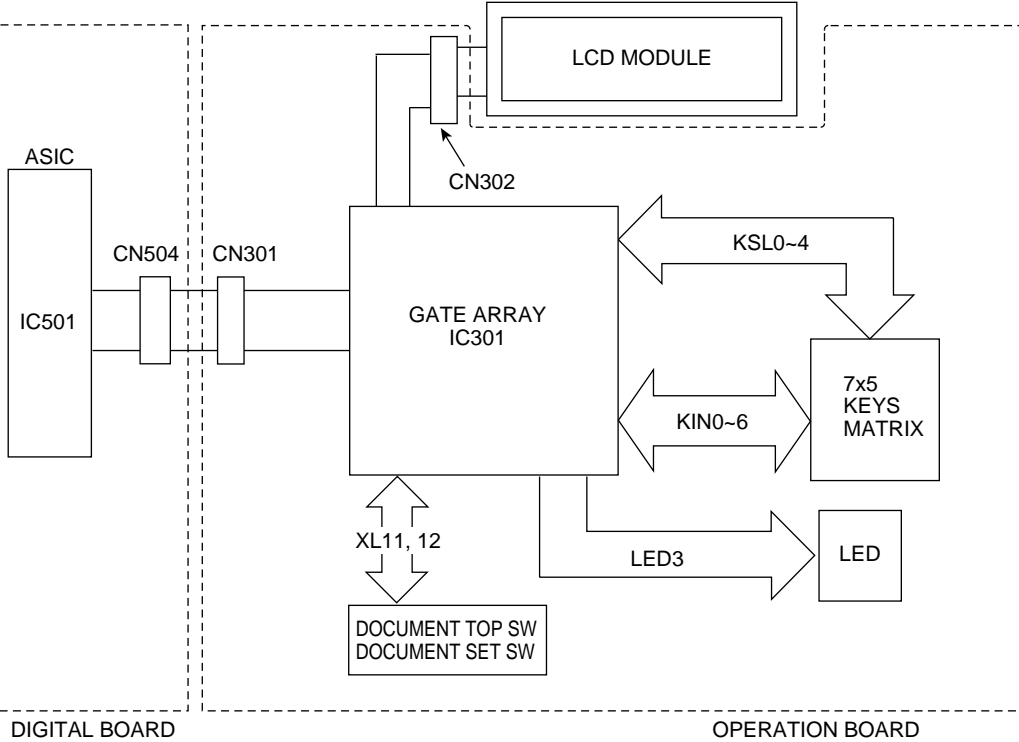 LCD MODULE
ASIC
CN302
CN504
CN301
KSL0~4
IC501
GATE ARRAY
IC301
7x5
KEYS
MATRIX
KIN0~6
XL11, 12
LED3
LED
DOCUMENT TOP SW
DOCUMENT SET SW
DIGITAL BOARD
OPERATION BOARD